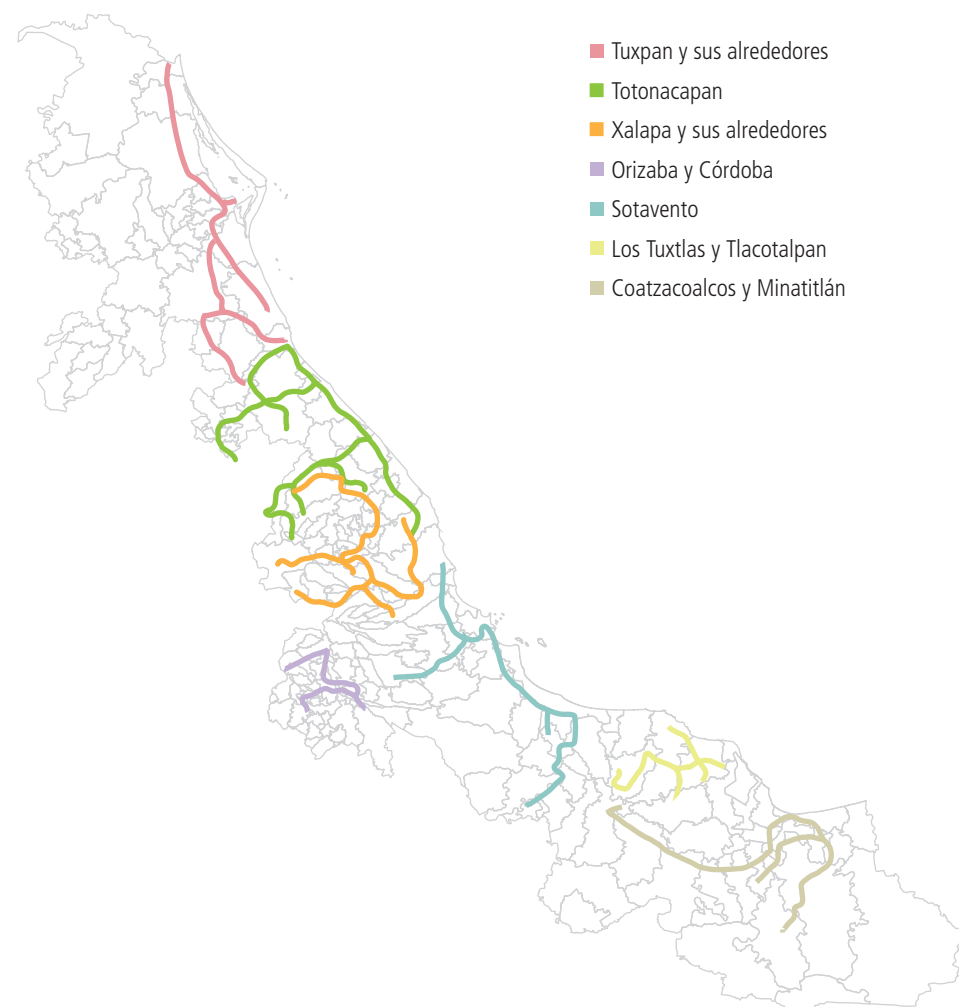 Tuxpan y sus alrededores
Totonacapan
Xalapa y sus alrededores
Orizaba y Córdoba
Sotavento
Los Tuxtlas y Tlacotalpan
Coatzacoalcos y Minatitlán